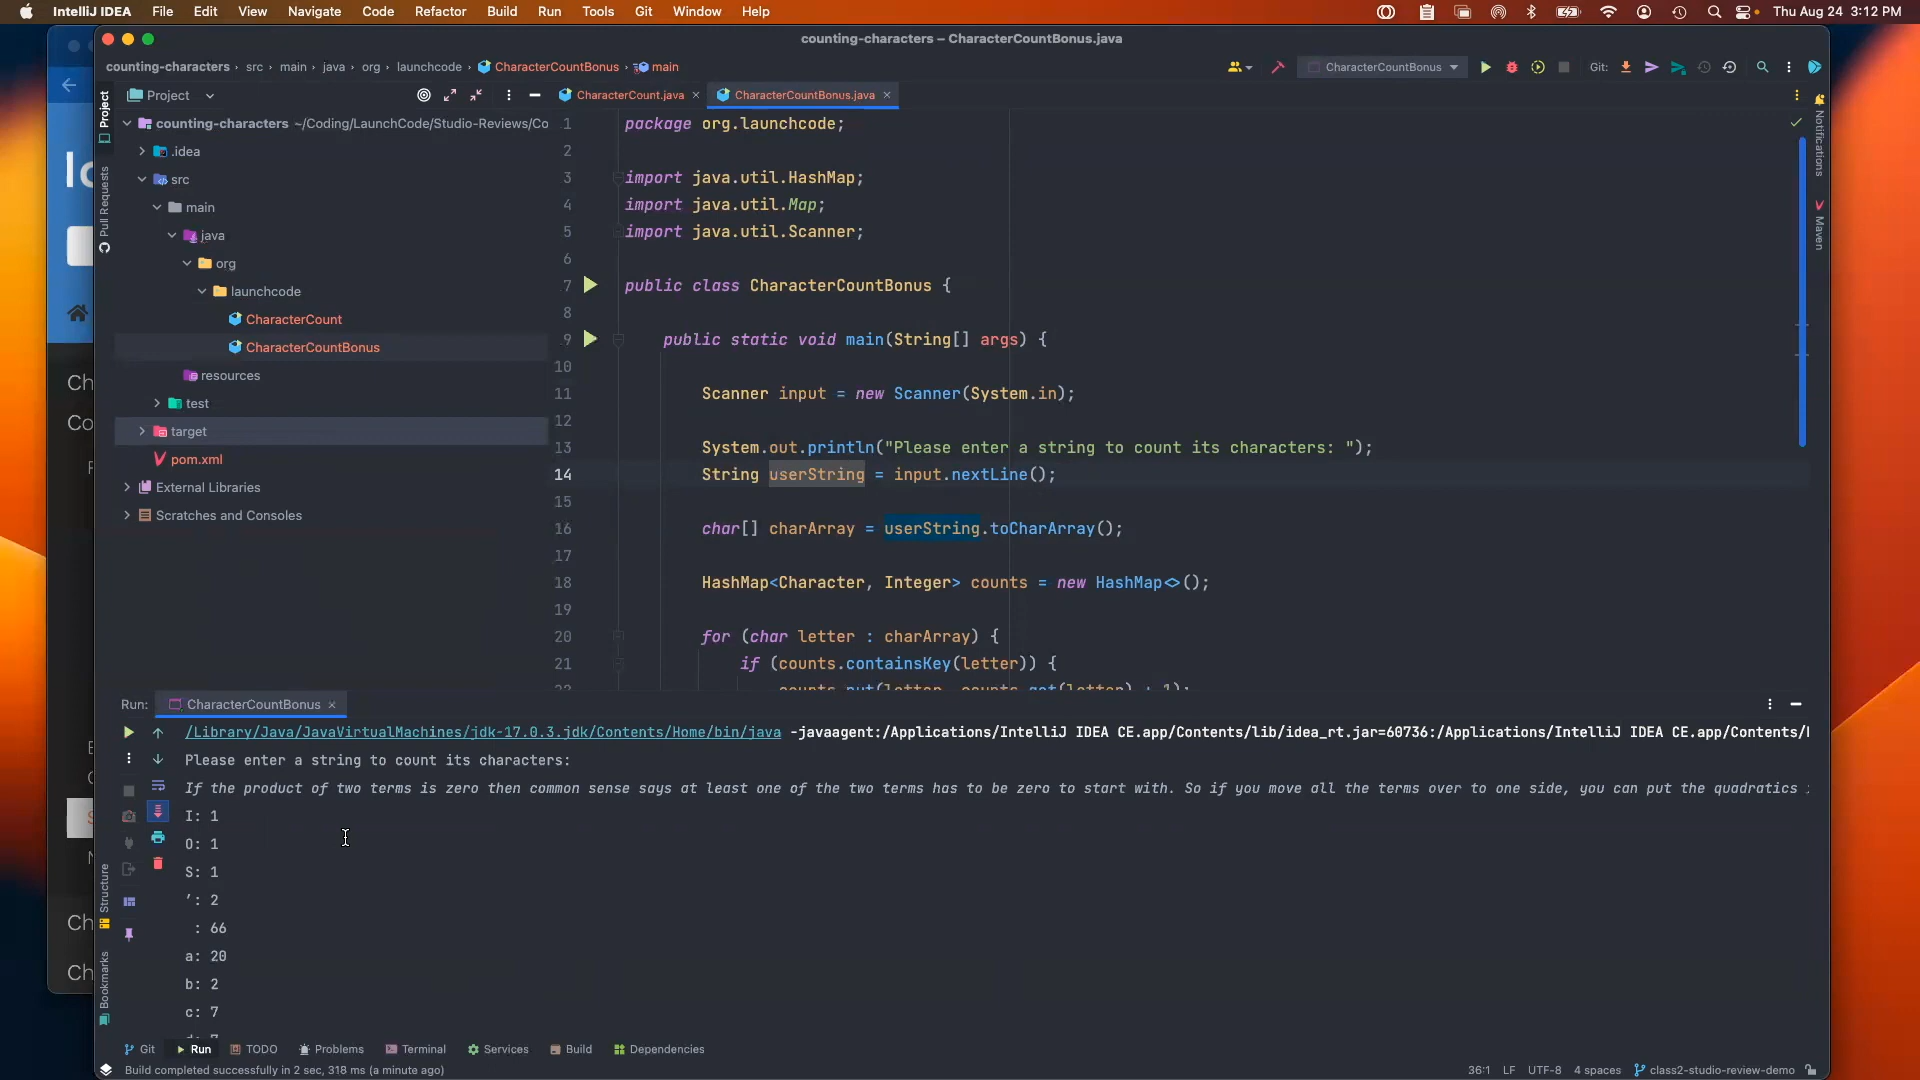 IntelliJ IDEA File Edit View Navigate Code Refactor Build Run Tools Git Window Help Thu Aug 24 3:12 PM
counting-characters – CharacterCountBonus.java
counting-characters › src › main › java › org › launchcode › CharacterCountBonus › main CharacterCountBonus Git:
Project CharacterCount.java CharacterCountBonus.java
counting-characters ~/Coding/LaunchCode/Studio-Reviews/Co
.idea
src
main
java
org
launchcode
CharacterCount
CharacterCountBonus
resources
test
target
pom.xml
External Libraries
Scratches and Consoles
Project
Pull Requests
Structure
Bookmarks
Notifications
Maven
Ch
Co
Ch
Ch
1 package org.launchcode;
2
3 import java.util.HashMap;
4 import java.util.Map;
5 import java.util.Scanner;
6
7 public class CharacterCountBonus {
8
9 public static void main(String[] args) {
10
11 Scanner input = new Scanner(System.in);
12
13 System.out.println("Please enter a string to count its characters: ");
14 String userString = input.nextLine();
15
16 char[] charArray = userString.toCharArray();
17
18 HashMap<Character, Integer> counts = new HashMap<>();
19
20 for (char letter : charArray) {
21 if (counts.containsKey(letter)) {
22 counts.put(letter, counts.get(letter) + 1);
Run: CharacterCountBonus
/Library/Java/JavaVirtualMachines/jdk-17.0.3.jdk/Contents/Home/bin/java -javaagent:/Applications/IntelliJ IDEA CE.app/Contents/lib/idea_rt.jar=60736:/Applications/IntelliJ IDEA CE.app/Contents/
Please enter a string to count its characters:
If the product of two terms is zero then common sense says at least one of the two terms has to be zero to start with. So if you move all the terms over to one side, you can put the quadratics
I: 1
O: 1
S: 1
’: 2
: 66
a: 20
b: 2
c: 7
Git Run TODO Problems Terminal Services Build Dependencies
Build completed successfully in 2 sec, 318 ms (a minute ago) 36:1 LF UTF-8 4 spaces class2-studio-review-demo